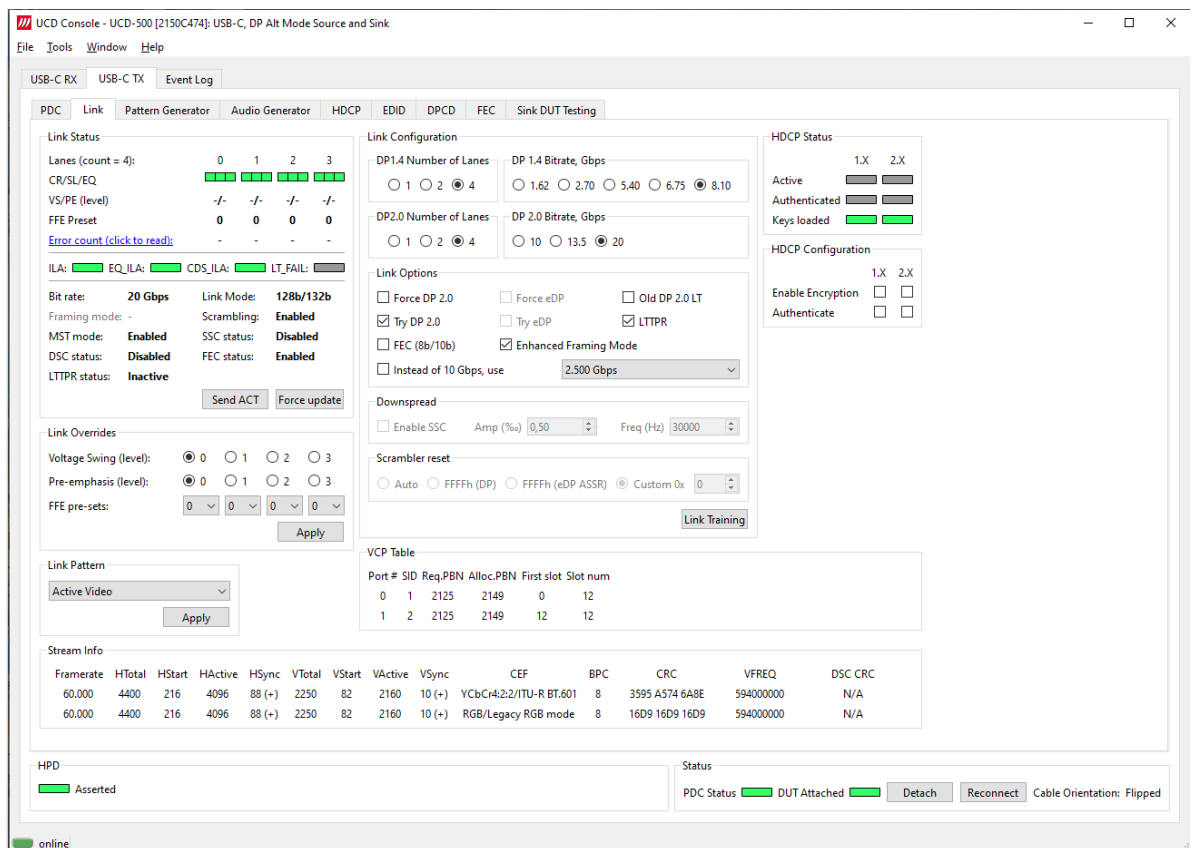 UCD Console - UCD-500 [2150C474]: USB-C, DP Alt Mode Source and Sink
File Tools Window Help
USB-C RX USB-C TX Event Log
PDC Link Pattern Generator Audio Generator HDCP EDID DPCD FEC Sink DUT Testing
Link Status
Lanes (count = 4): 0 1 2 3
CR/SL/EQ
VS/PE (level) -/- -/- -/- -/-
FFE Preset 0 0 0 0
Error count (click to read): - - - -
ILA: EQ_ILA: CDS_ILA: LT_FAIL:
Bit rate: 20 Gbps Link Mode: 128b/132b
Framing mode: - Scrambling: Enabled
MST mode: Enabled SSC status: Disabled
DSC status: Disabled FEC status: Enabled
LTTPR status: Inactive
Send ACT Force update
Link Overrides
Voltage Swing (level): 0 1 2 3
Pre-emphasis (level): 0 1 2 3
FFE pre-sets: 0 0 0 0
Apply
Link Pattern
Active Video
Apply
Link Configuration
DP1.4 Number of Lanes
1 2 4
DP 1.4 Bitrate, Gbps
1.62 2.70 5.40 6.75 8.10
DP2.0 Number of Lanes
1 2 4
DP 2.0 Bitrate, Gbps
10 13.5 20
Link Options
Force DP 2.0 Force eDP Old DP 2.0 LT
Try DP 2.0 Try eDP LTTPR
FEC (8b/10b) Enhanced Framing Mode
Instead of 10 Gbps, use 2.500 Gbps
Downspread
Enable SSC Amp (‰) 0,50 Freq (Hz) 30000
Scrambler reset
Auto FFFFh (DP) FFFFh (eDP ASSR) Custom 0x 0
Link Training
HDCP Status
1.X 2.X
Active
Authenticated
Keys loaded
HDCP Configuration
1.X 2.X
Enable Encryption
Authenticate
VCP Table
Port # SID Req.PBN Alloc.PBN First slot Slot num
0 1 2125 2149 0 12
1 2 2125 2149 12 12
Stream Info
Framerate HTotal HStart HActive HSync VTotal VStart VActive VSync CEF BPC CRC VFREQ DSC CRC
60.000 4400 216 4096 88 (+) 2250 82 2160 10 (+) YCbCr4:2:2/ITU-R BT.601 8 3595 A574 6A8E 594000000 N/A
60.000 4400 216 4096 88 (+) 2250 82 2160 10 (+) RGB/Legacy RGB mode 8 16D9 16D9 16D9 594000000 N/A
HPD
Asserted
Status
PDC Status DUT Attached Detach Reconnect Cable Orientation: Flipped
online